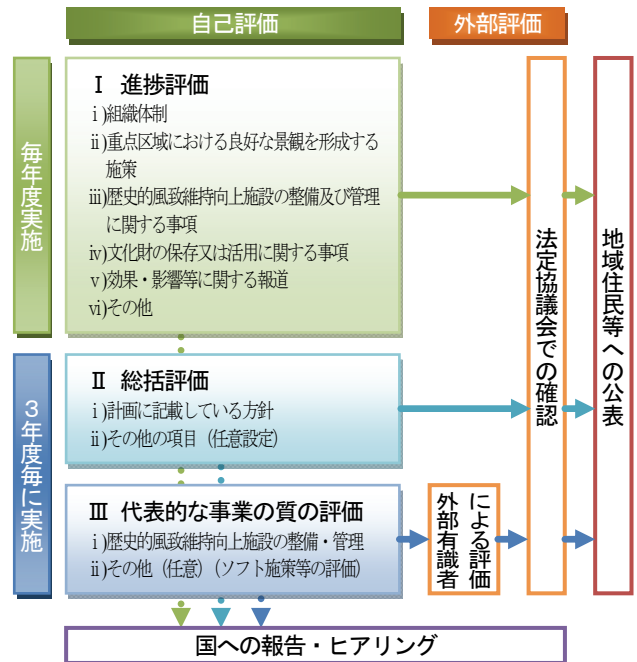 自己評価
外部評価
毎年度実施
Ⅰ 進捗評価
ⅰ)組織体制
ⅱ)重点区域における良好な景観を形成する
施策
ⅲ)歴史的風致維持向上施設の整備及び管理
に関する事項
ⅳ)文化財の保存又は活用に関する事項
ⅴ)効果・影響等に関する報道
ⅵ)その他
3年度毎に実施
Ⅱ 総括評価
ⅰ)計画に記載している方針
ⅱ)その他の項目（任意設定）
Ⅲ 代表的な事業の質の評価
ⅰ)歴史的風致維持向上施設の整備・管理
ⅱ)その他（任意）（ソフト施策等の評価）
外部有識者
による評価
法定協議会での確認
地域住民等への公表
国への報告・ヒアリング